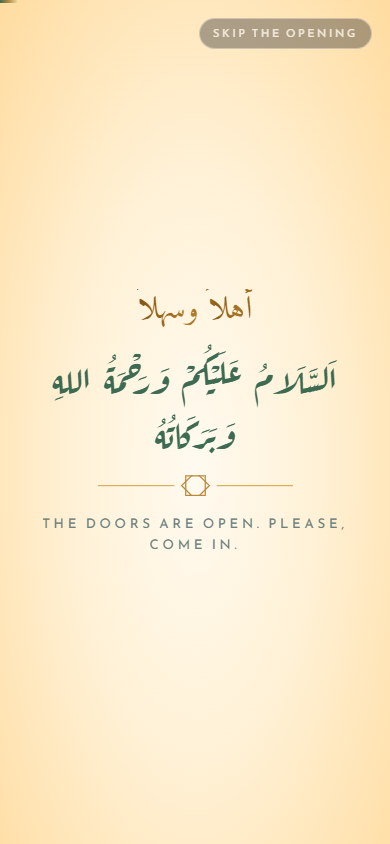 SKIP THE OPENING
أهلاً وسهلاً
اَلسَّلَامُ عَلَيْكُمْ وَرَحْمَةُ اللهِ
وَبَرَكَاتُهُ
THE DOORS ARE OPEN. PLEASE,
COME IN.